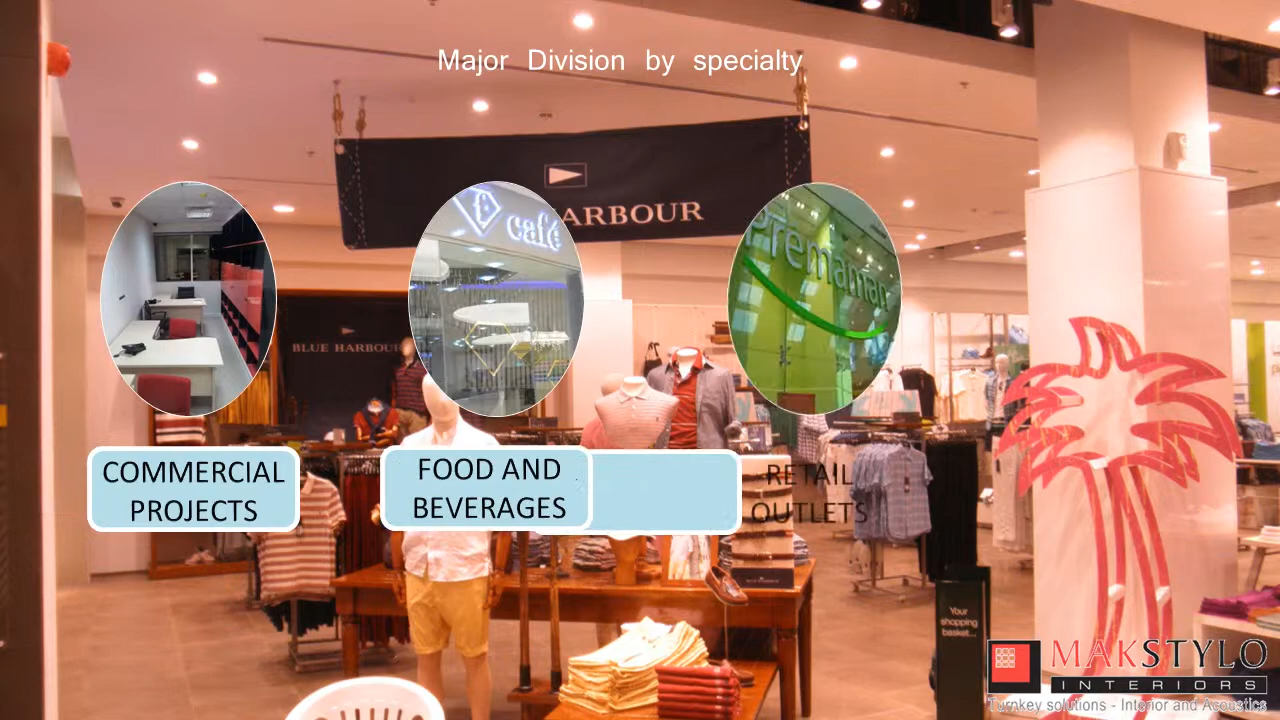 Major Division by specialty
ARBOUR
f café
Premaman
BLUE HARBOUR
COMMERCIAL
PROJECTS
FOOD AND
BEVERAGES
RETAIL
OUTLETS
Your
shopping
basket...
MAKSTYLO
INTERIORS
Turnkey solutions - Interior and Acoustics